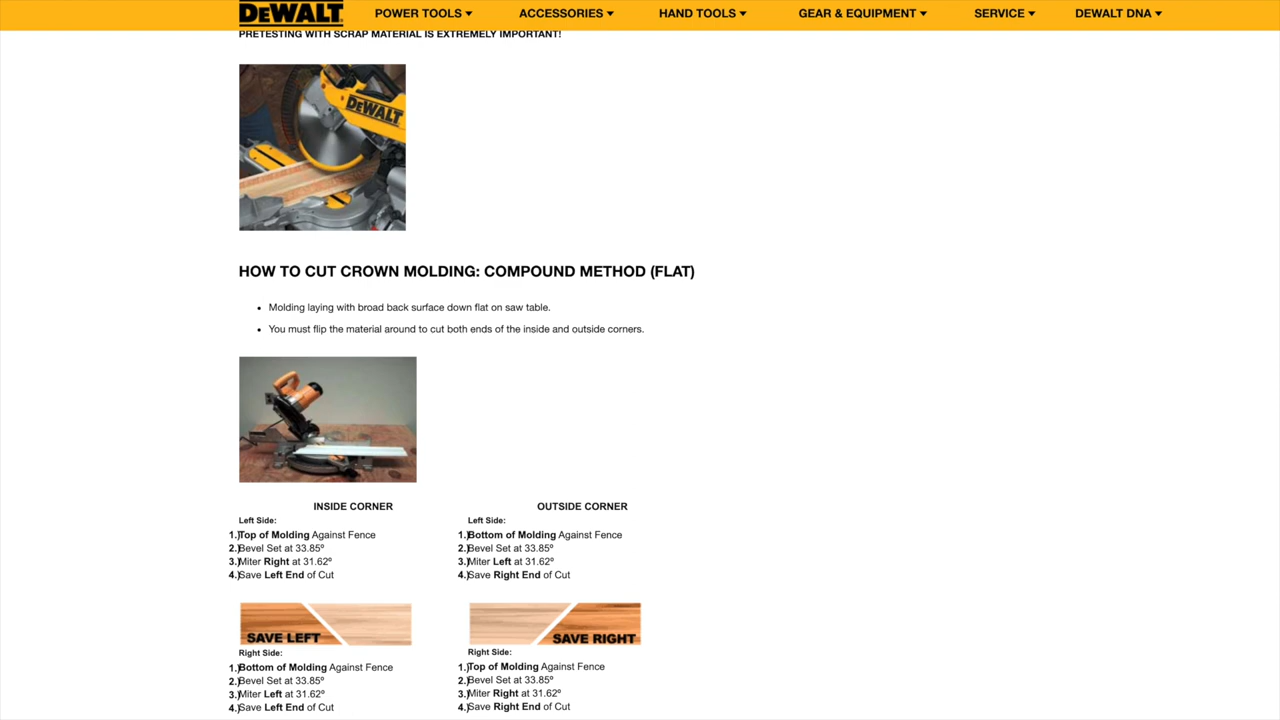 DEWALT
POWER TOOLS
ACCESSORIES
HAND TOOLS
GEAR & EQUIPMENT
SERVICE
DEWALT DNA
PRETESTING WITH SCRAP MATERIAL IS EXTREMELY IMPORTANT!
DEWALT
HOW TO CUT CROWN MOLDING: COMPOUND METHOD (FLAT)
• Molding laying with broad back surface down flat on saw table.
• You must flip the material around to cut both ends of the inside and outside corners.
INSIDE CORNER
Left Side:
1.)Top of Molding Against Fence
2.)Bevel Set at 33.85º
3.)Miter Right at 31.62º
4.)Save Left End of Cut
SAVE LEFT
Right Side:
1.)Bottom of Molding Against Fence
2.)Bevel Set at 33.85º
3.)Miter Left at 31.62º
4.)Save Left End of Cut
OUTSIDE CORNER
Left Side:
1.)Bottom of Molding Against Fence
2.)Bevel Set at 33.85º
3.)Miter Left at 31.62º
4.)Save Right End of Cut
SAVE RIGHT
Right Side:
1.)Top of Molding Against Fence
2.)Bevel Set at 33.85º
3.)Miter Right at 31.62º
4.)Save Right End of Cut